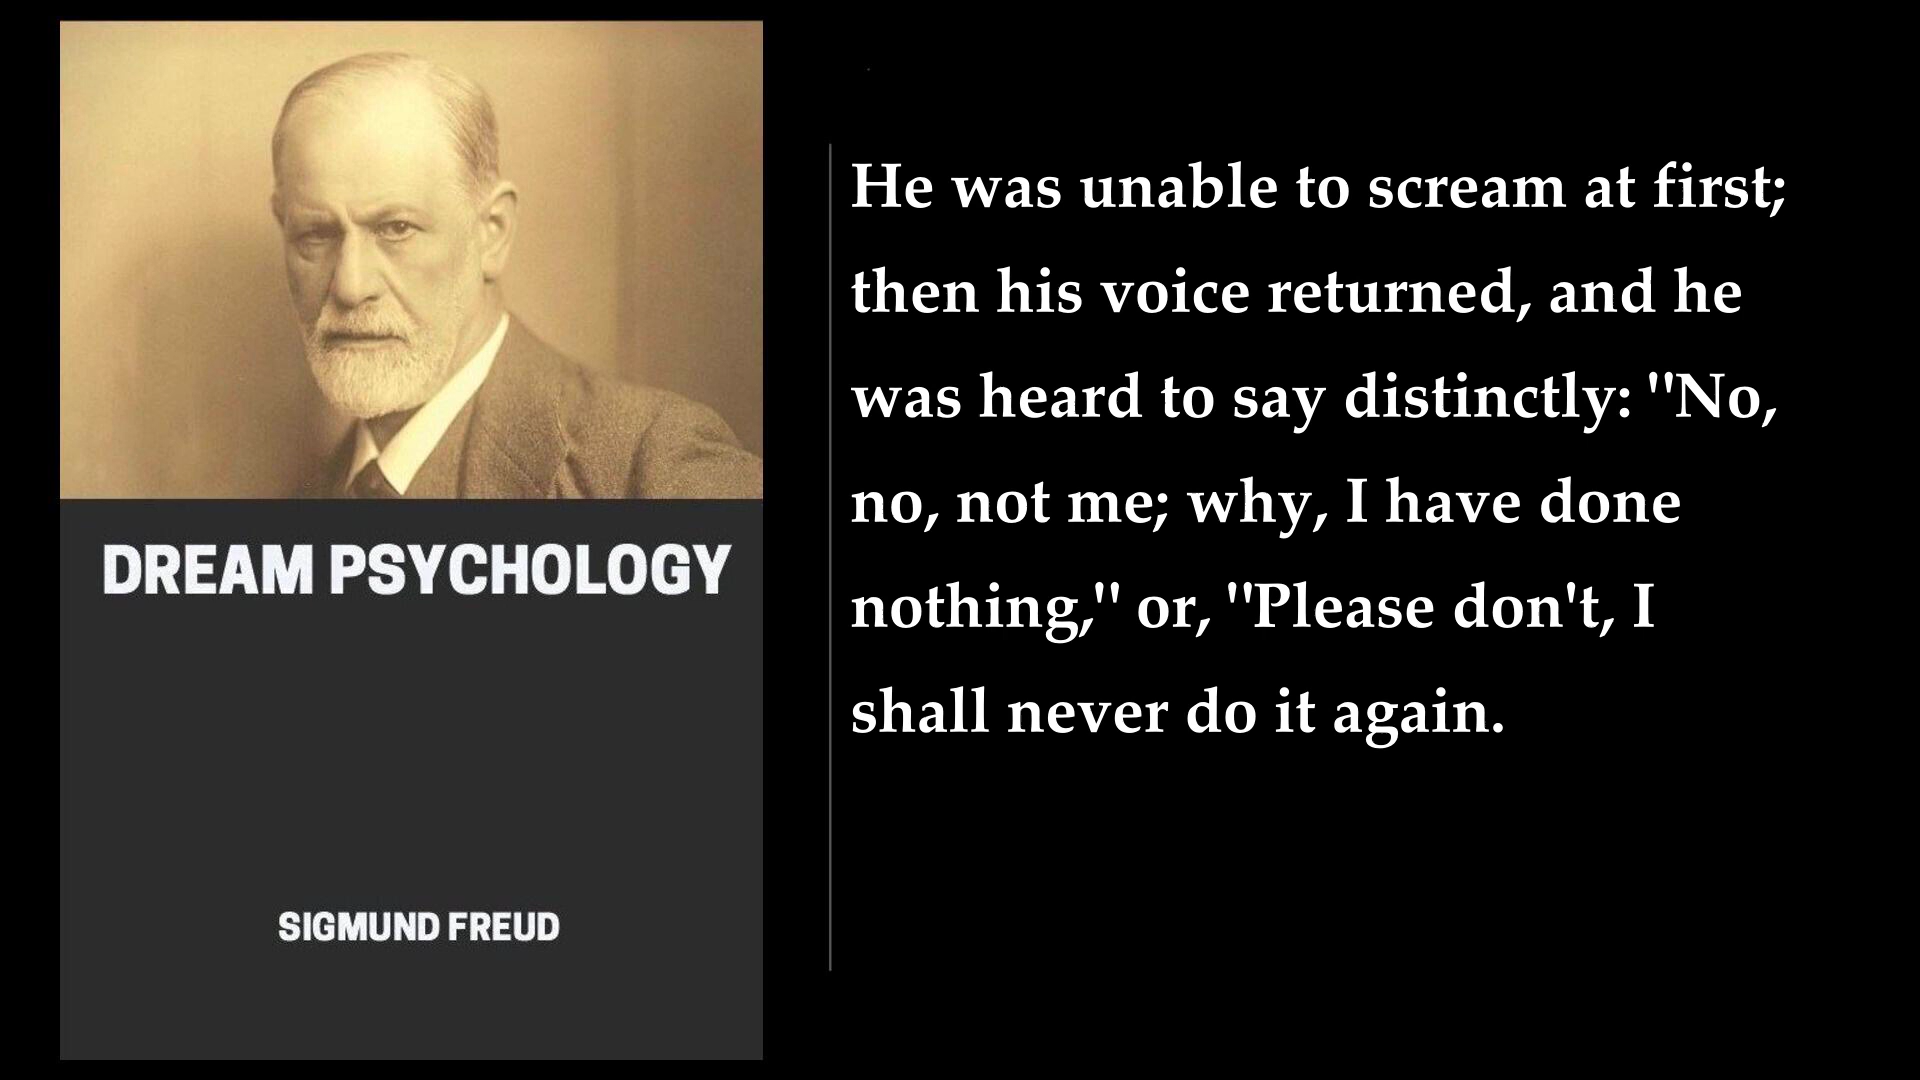 DREAM PSYCHOLOGY
SIGMUND FREUD
He was unable to scream at first;
then his voice returned, and he
was heard to say distinctly: "No,
no, not me; why, I have done
nothing," or, "Please don't, I
shall never do it again.